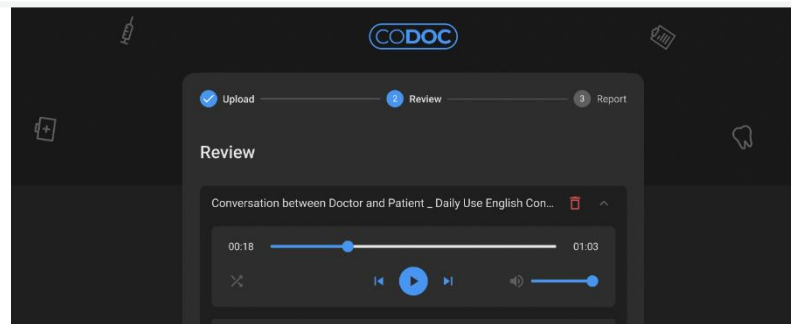 CODOC
Upload
2 Review
3 Report
Review
Conversation between Doctor and Patient _ Daily Use English Con...
00:18
01:03